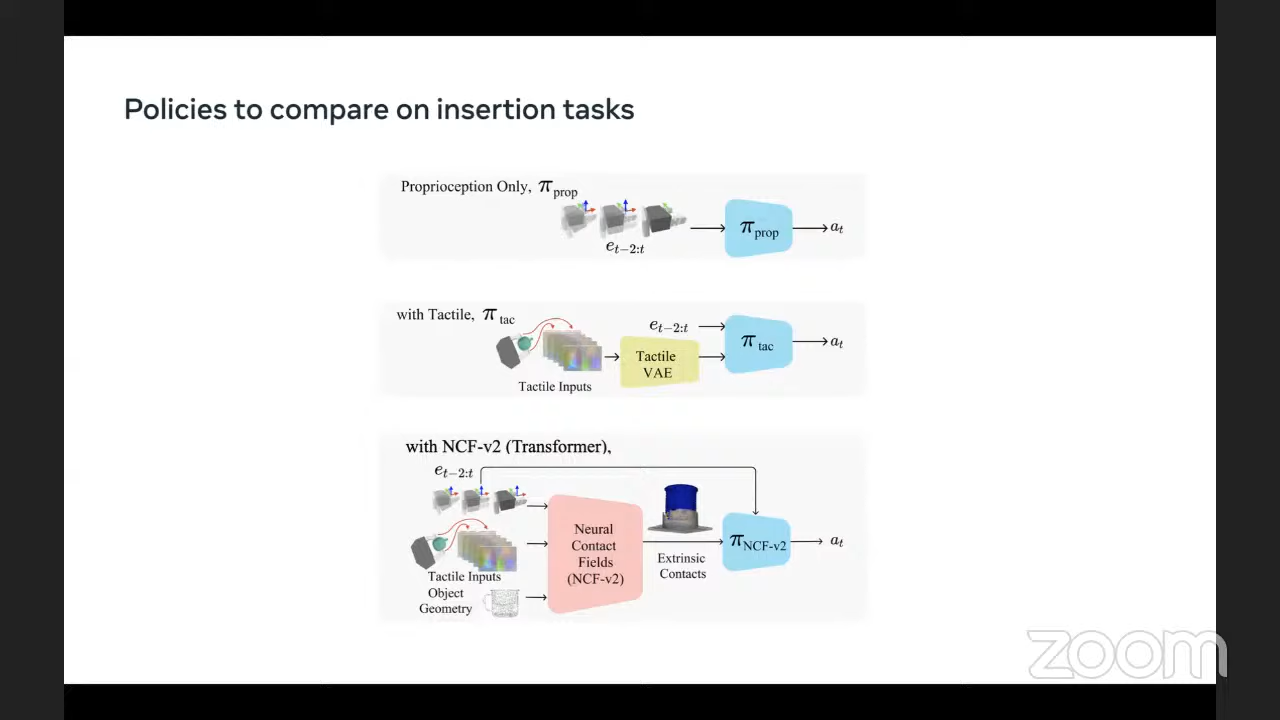 Policies to compare on insertion tasks
Proprioception Only, π prop
e t−2:t
π prop
a t
with Tactile, π tac
Tactile Inputs
Tactile
VAE
e t−2:t
π tac
a t
with NCF-v2 (Transformer),
e t−2:t
Tactile Inputs
Object
Geometry
Neural
Contact
Fields
(NCF-v2)
Extrinsic
Contacts
π NCF-v2
a t
zoom